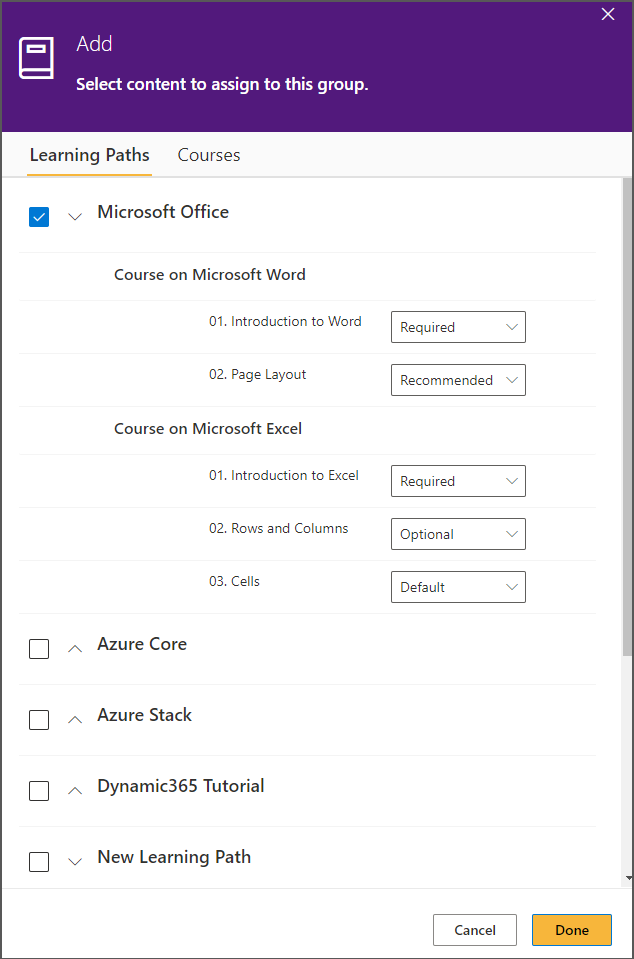 Add
Select content to assign to this group.
Learning Paths Courses
Microsoft Office
Course on Microsoft Word
01. Introduction to Word Required
02. Page Layout Recommended
Course on Microsoft Excel
01. Introduction to Excel Required
02. Rows and Columns Optional
03. Cells Default
Azure Core
Azure Stack
Dynamic365 Tutorial
New Learning Path
Cancel Done